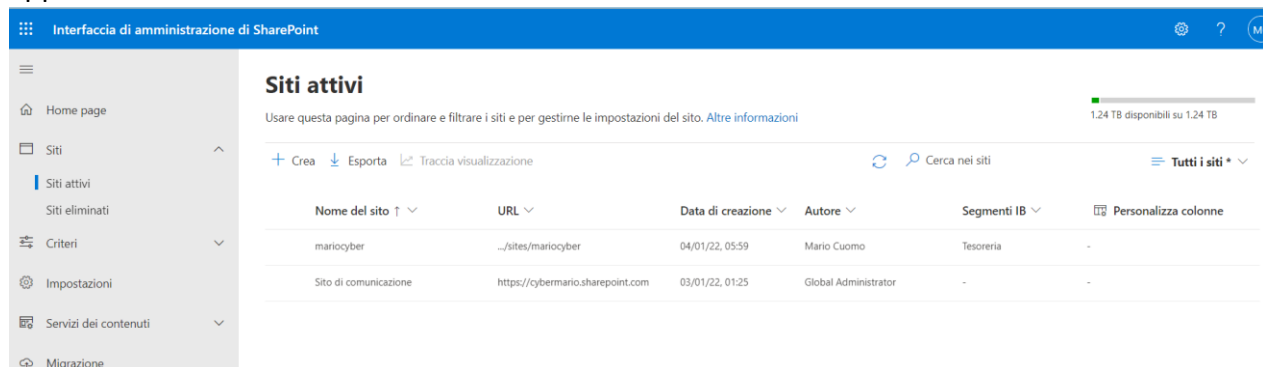 Interfaccia di amministrazione di SharePoint ?
Home page
Siti
Siti attivi
Siti eliminati
Criteri
Impostazioni
Servizi dei contenuti
Migrazione
Siti attivi
Usare questa pagina per ordinare e filtrare i siti e per gestirne le impostazioni del sito. Altre informazioni
1.24 TB disponibili su 1.24 TB
Crea Esporta Traccia visualizzazione Cerca nei siti Tutti i siti *
Nome del sito ↑ URL Data di creazione Autore Segmenti IB Personalizza colonne
mariocyber .../sites/mariocyber 04/01/22, 05:59 Mario Cuomo Tesoreria -
Sito di comunicazione https://cybermario.sharepoint.com 03/01/22, 01:25 Global Administrator - -